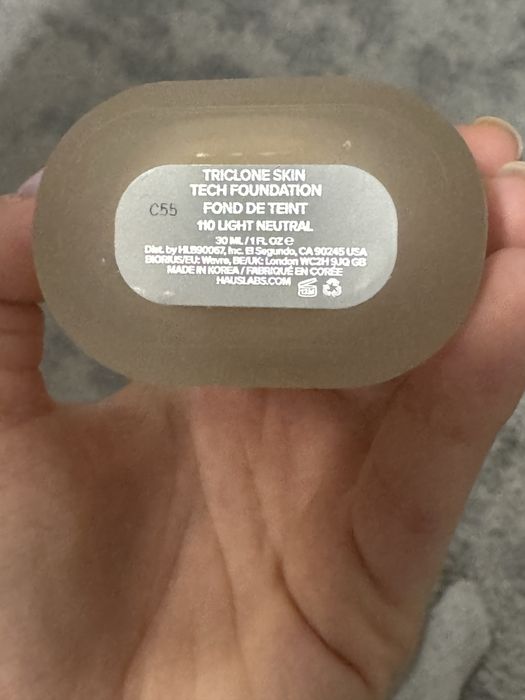 TRICLONE SKIN
TECH FOUNDATION
C55
FOND DE TEINT
110 LIGHT NEUTRAL
30 ML / 1 FL OZ ℮
Dist. by HLB90067, Inc. El Segundo, CA 90245 USA
BIORIUS/EU: Wavre, BE/UK: London WC2H 9JQ GB
MADE IN KOREA / FABRIQUÉ EN CORÉE
HAUSLABS.COM